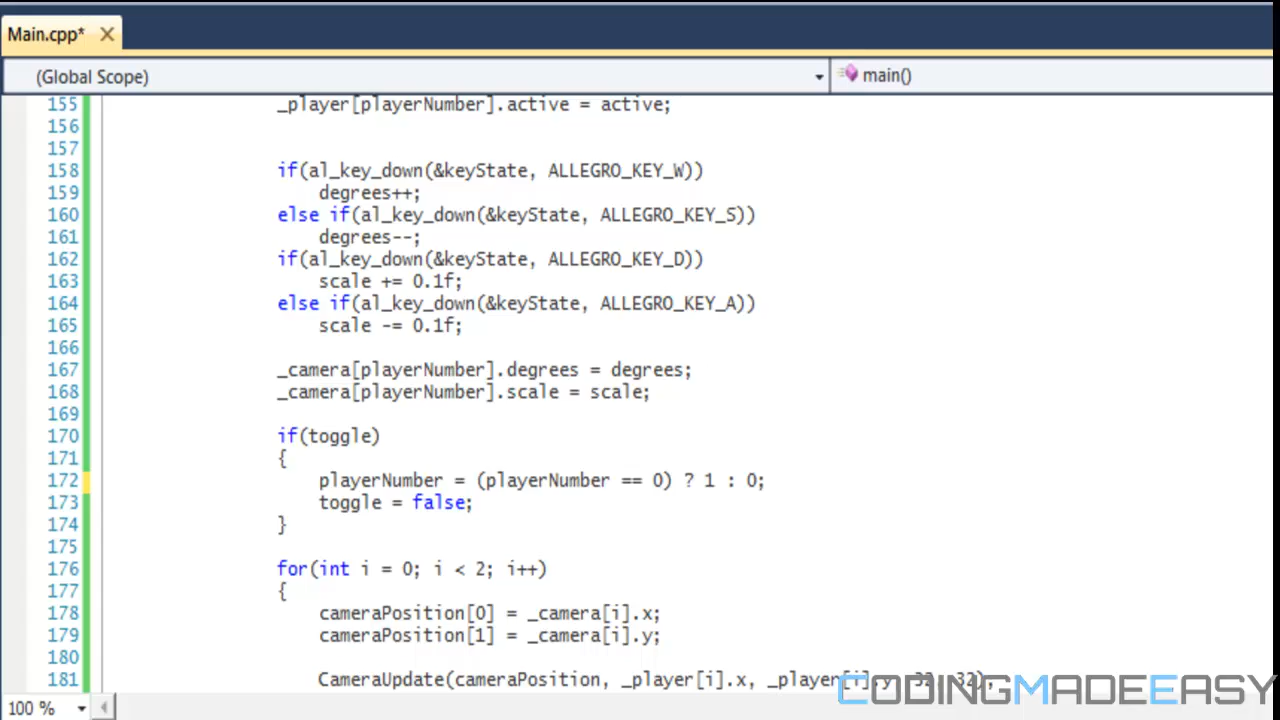 Main.cpp*
(Global Scope)
main()
155 _player[playerNumber].active = active;
156
157
158 if(al_key_down(&keyState, ALLEGRO_KEY_W))
159 degrees++;
160 else if(al_key_down(&keyState, ALLEGRO_KEY_S))
161 degrees--;
162 if(al_key_down(&keyState, ALLEGRO_KEY_D))
163 scale += 0.1f;
164 else if(al_key_down(&keyState, ALLEGRO_KEY_A))
165 scale -= 0.1f;
166
167 _camera[playerNumber].degrees = degrees;
168 _camera[playerNumber].scale = scale;
169
170 if(toggle)
171 {
172 playerNumber = (playerNumber == 0) ? 1 : 0;
173 toggle = false;
174 }
175
176 for(int i = 0; i < 2; i++)
177 {
178 cameraPosition[0] = _camera[i].x;
179 cameraPosition[1] = _camera[i].y;
180
181 CameraUpdate(cameraPosition, _player[i].x, _player[i].y, 32, 32);
CODINGMADEEASY
100 %